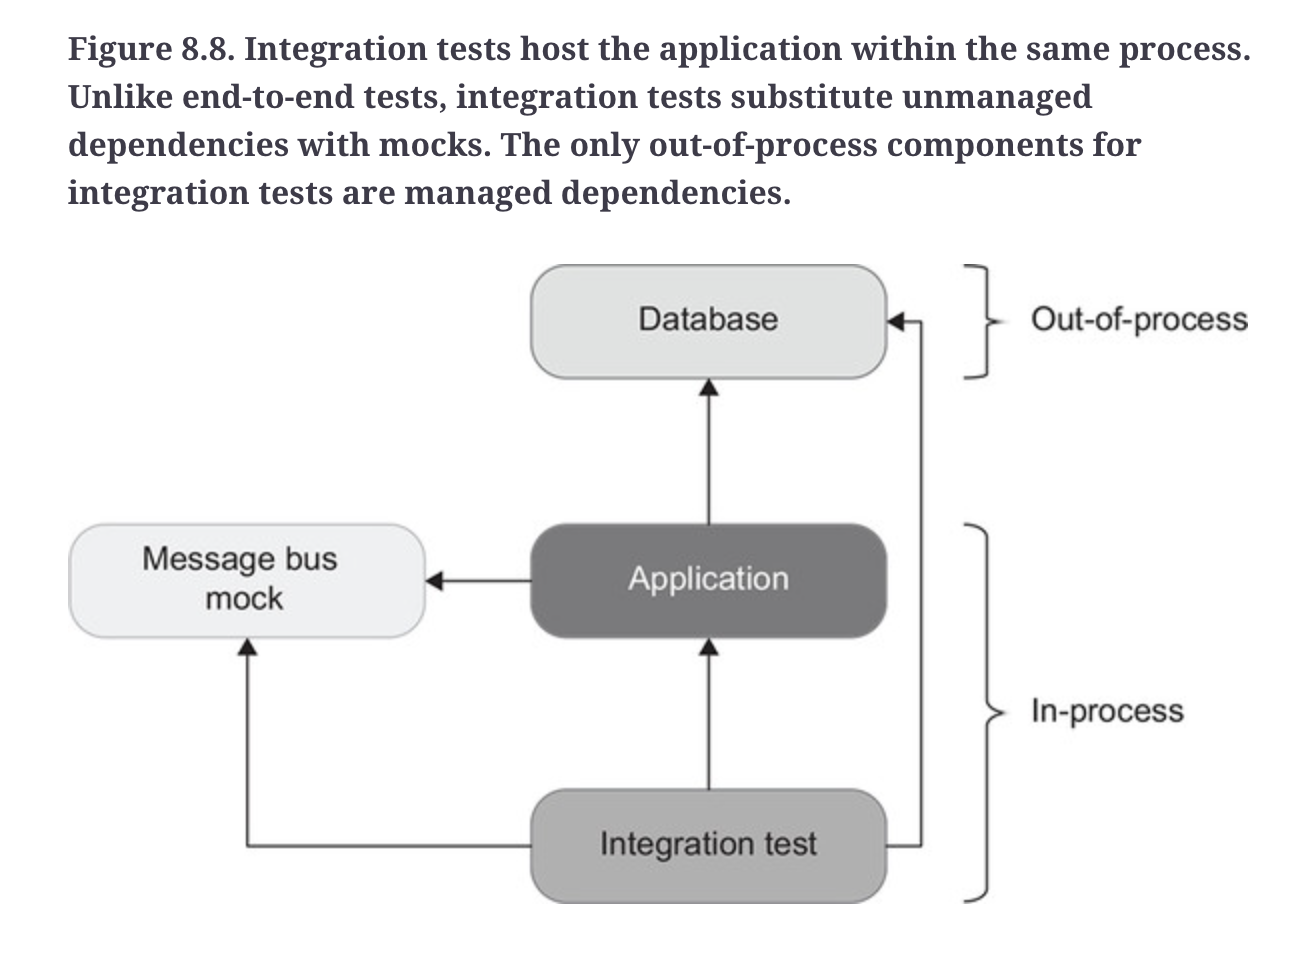 Figure 8.8. Integration tests host the application within the same process.
Unlike end-to-end tests, integration tests substitute unmanaged
dependencies with mocks. The only out-of-process components for
integration tests are managed dependencies.
Database
Out-of-process
Message bus
mock
Application
In-process
Integration test